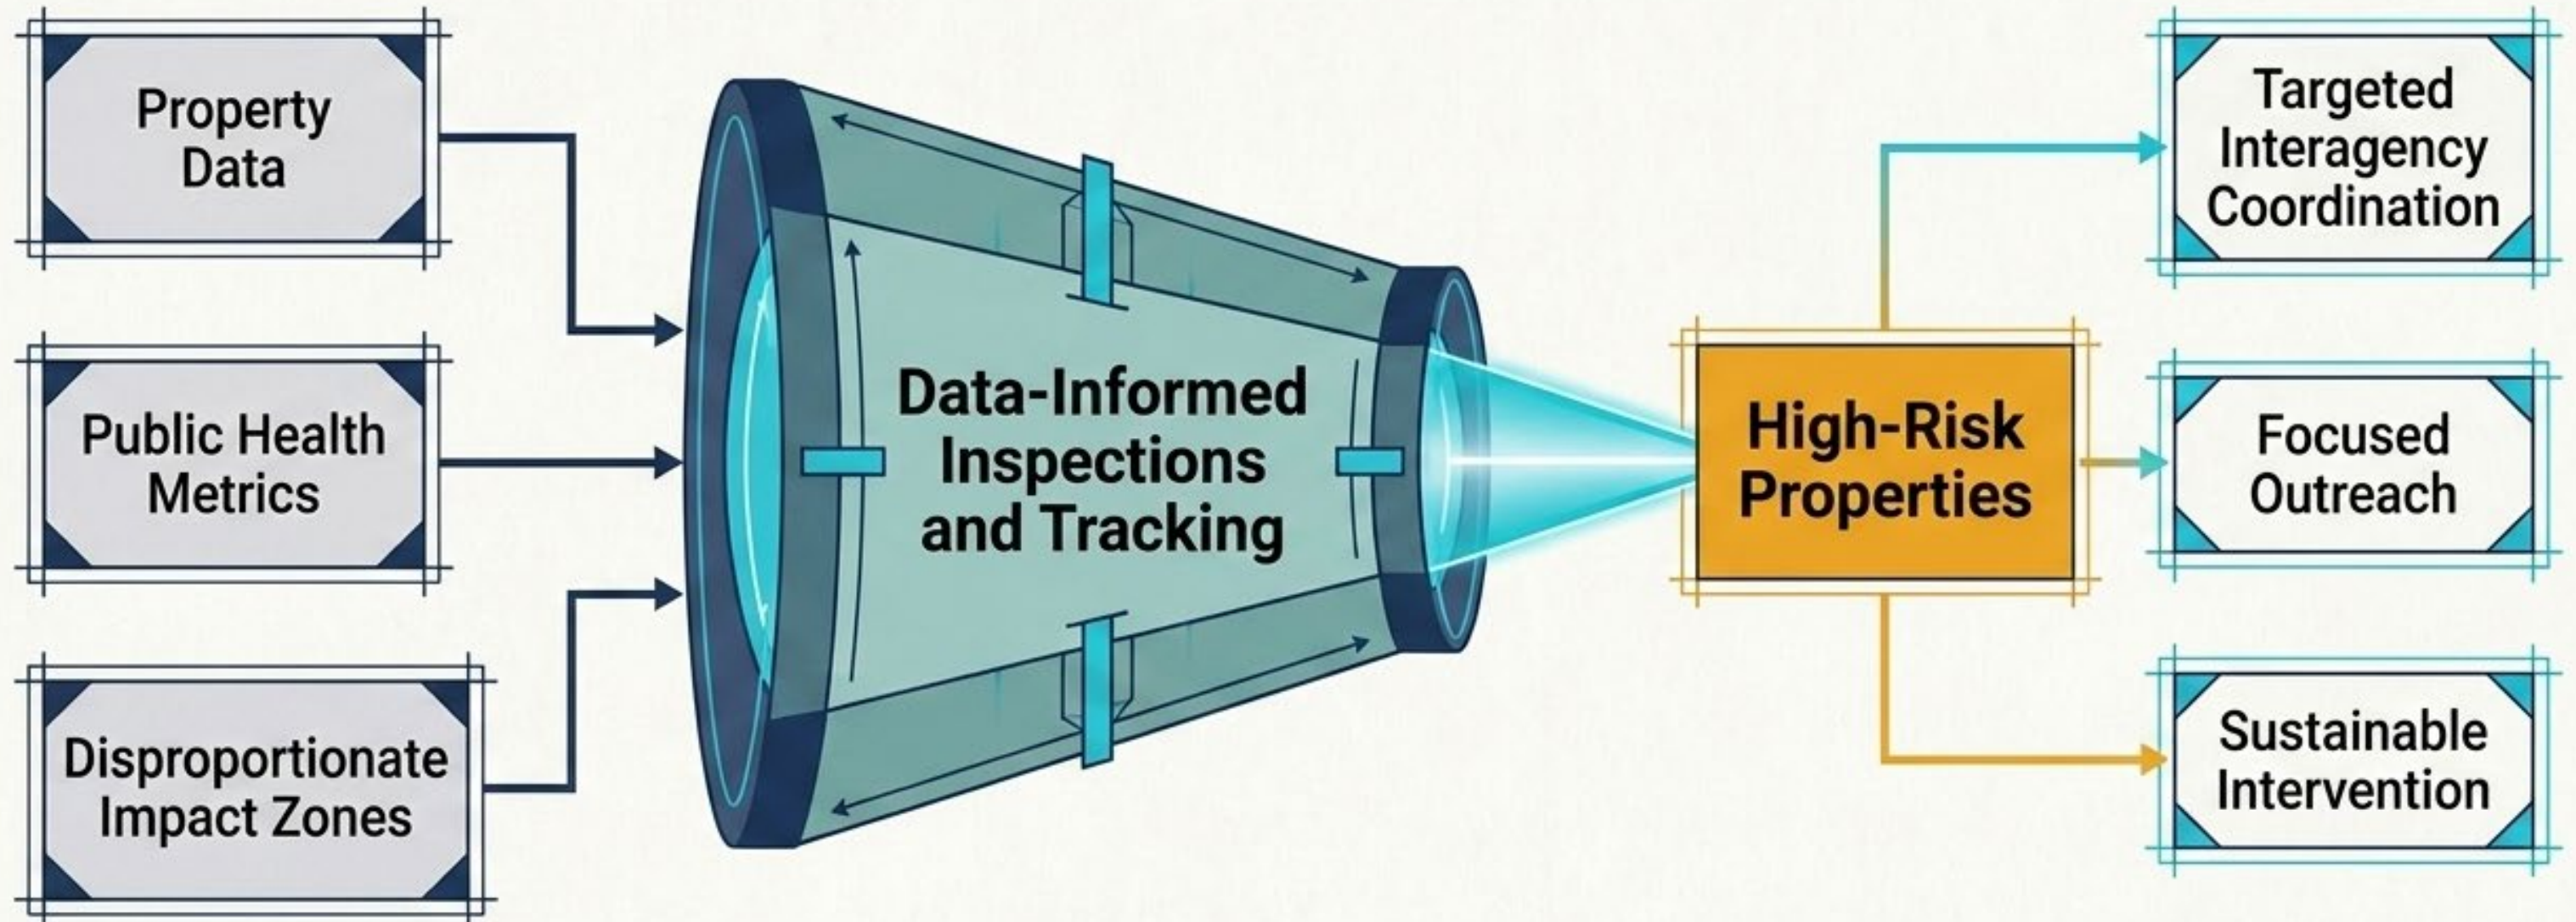 Property
Data
Public Health
Metrics
Disproportionate
Impact Zones
Data-Informed
Inspections
and Tracking
High-Risk
Properties
Targeted
Interagency
Coordination
Focused
Outreach
Sustainable
Intervention